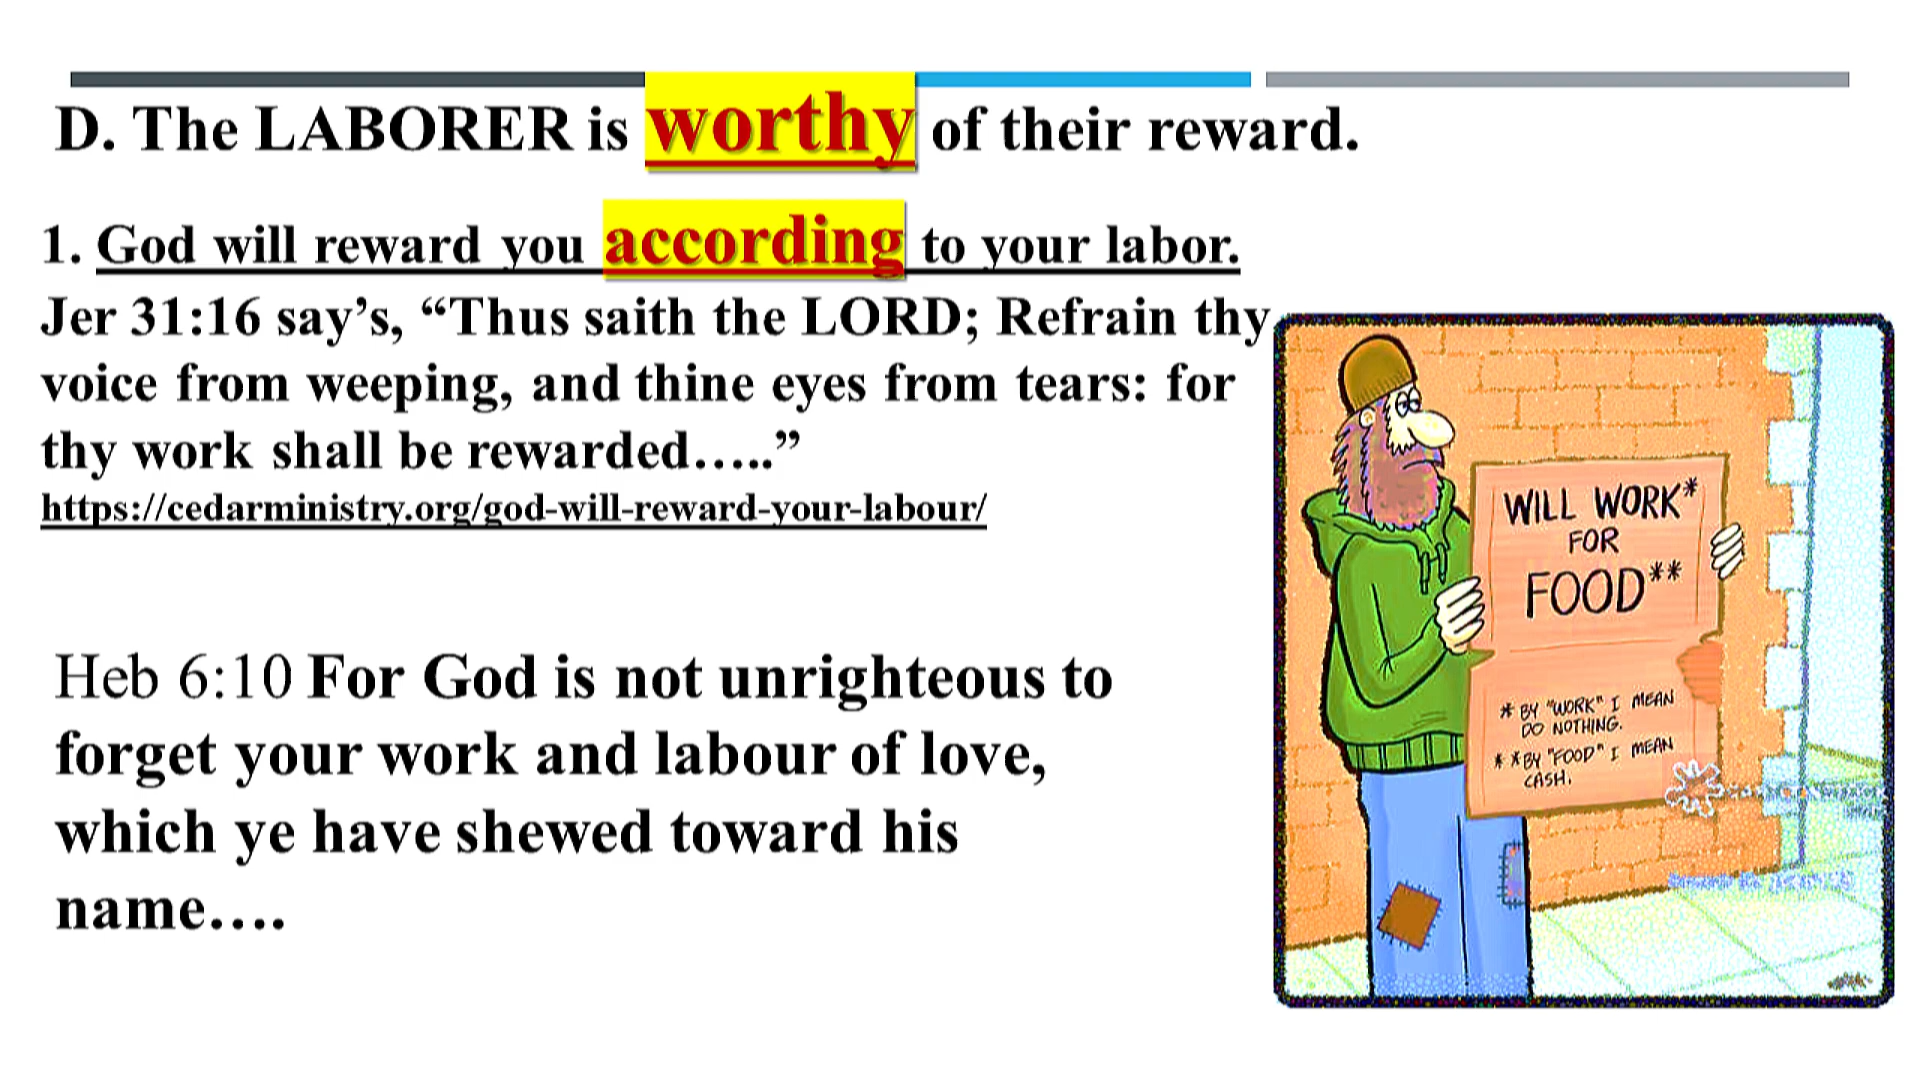 D. The LABORER is worthy of their reward.
1. God will reward you according to your labor.
Jer 31:16 say’s, “Thus saith the LORD; Refrain thy
voice from weeping, and thine eyes from tears: for
thy work shall be rewarded…..”
https://cedarministry.org/god-will-reward-your-labour/
Heb 6:10 For God is not unrighteous to
forget your work and labour of love,
which ye have shewed toward his
name….
WILL WORK*
FOR
FOOD**
* BY "WORK" I MEAN
DO NOTHING.
* *BY "FOOD" I MEAN
CASH.